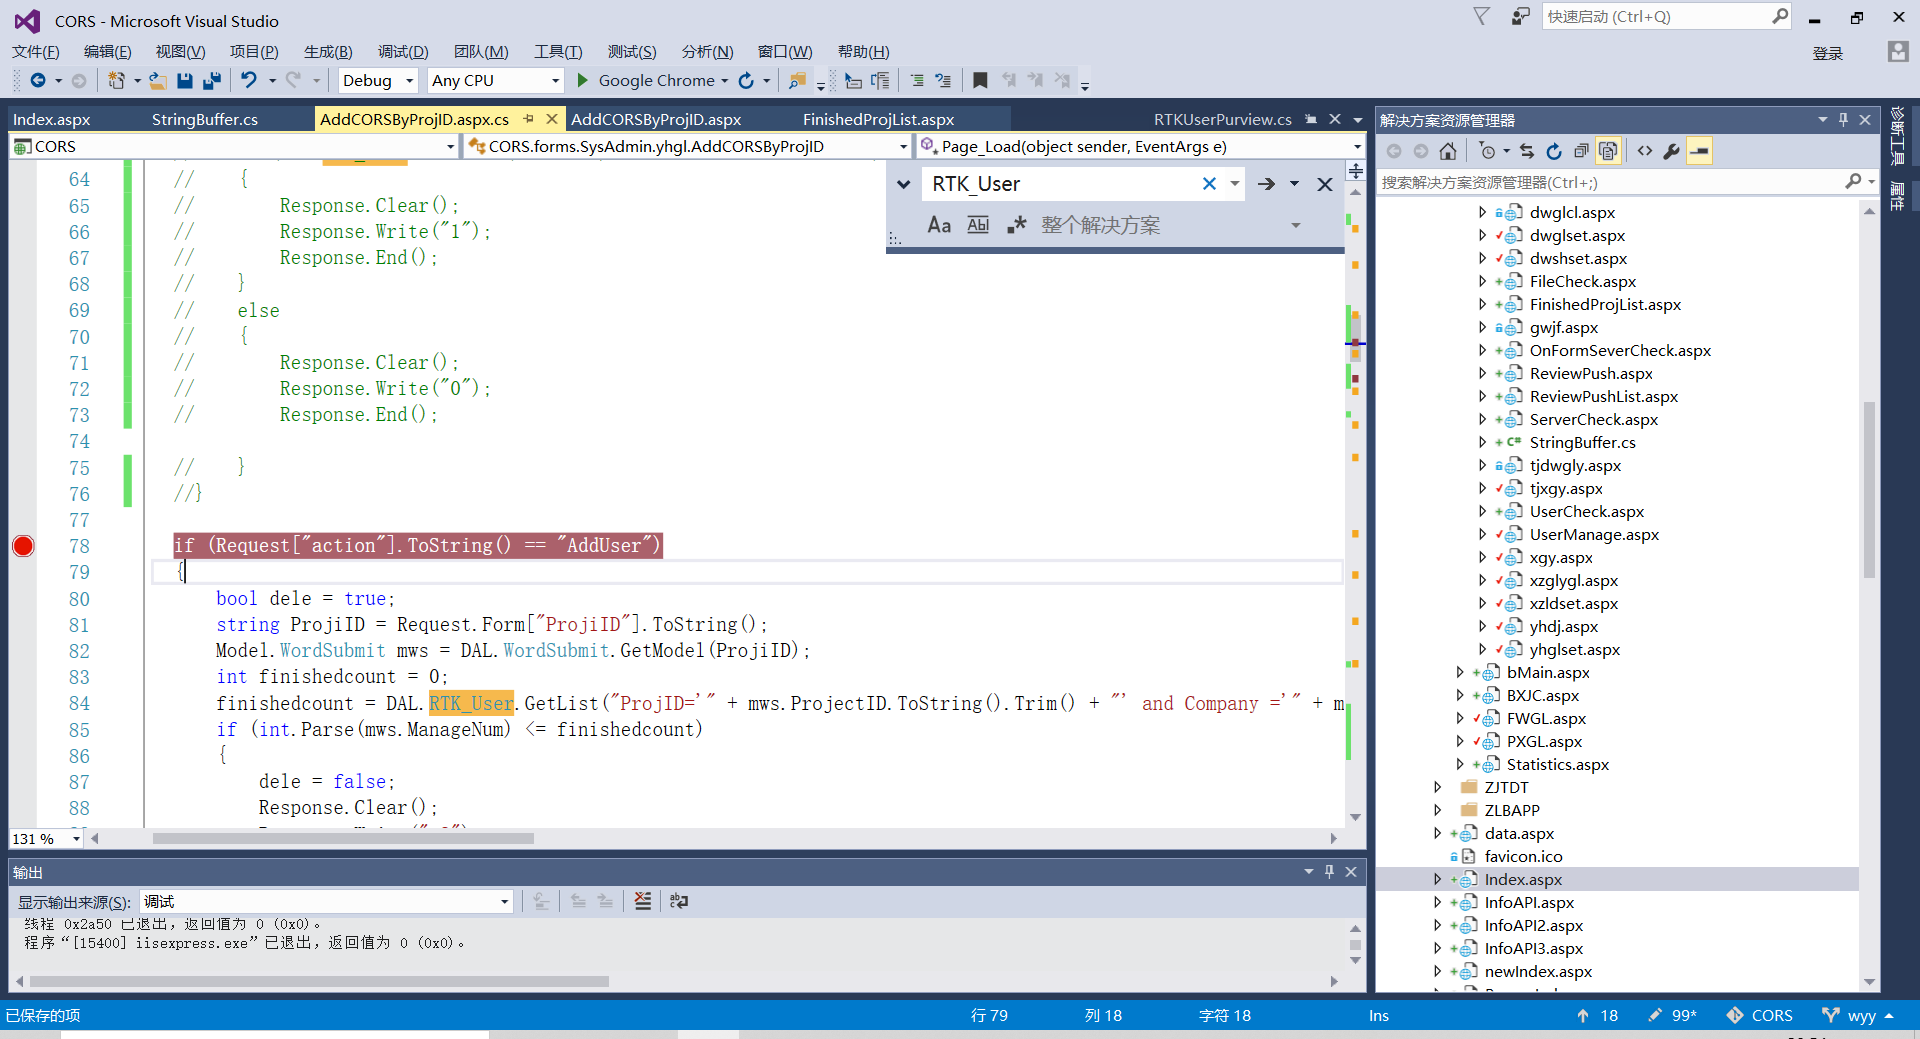 CORS - Microsoft Visual Studio
快速启动 (Ctrl+Q)
文件(F) 编辑(E) 视图(V) 项目(P) 生成(B) 调试(D) 团队(M) 工具(T) 测试(S) 分析(N) 窗口(W) 帮助(H)
登录
Debug Any CPU Google Chrome
Index.aspx StringBuffer.cs AddCORSByProjID.aspx.cs AddCORSByProjID.aspx FinishedProjList.aspx RTKUserPurview.cs
CORS CORS.forms.SysAdmin.yhgl.AddCORSByProjID Page_Load(object sender, EventArgs e)
RTK_User
Aa Abl .* 整个解决方案
64 // {
65 // Response.Clear();
66 // Response.Write("1");
67 // Response.End();
68 // }
69 // else
70 // {
71 // Response.Clear();
72 // Response.Write("0");
73 // Response.End();
74
75 // }
76 //}
77
78 if (Request["action"].ToString() == "AddUser")
79 {
80 bool dele = true;
81 string ProjiID = Request.Form["ProjiID"].ToString();
82 Model.WordSubmit mws = DAL.WordSubmit.GetModel(ProjiID);
83 int finishedcount = 0;
84 finishedcount = DAL.RTK_User.GetList("ProjID='" + mws.ProjectID.ToString().Trim() + "' and Company ='" + m
85 if (int.Parse(mws.ManageNum) <= finishedcount)
86 {
87 dele = false;
88 Response.Clear();
131 %
输出
显示输出来源(S): 调试
线程 0x2a50 已退出，返回值为 0 (0x0)。
程序“[15400] iisexpress.exe”已退出，返回值为 0 (0x0)。
解决方案资源管理器
搜索解决方案资源管理器(Ctrl+;)
dwglcl.aspx
dwglset.aspx
dwshset.aspx
FileCheck.aspx
FinishedProjList.aspx
gwjf.aspx
OnFormSeverCheck.aspx
ReviewPush.aspx
ReviewPushList.aspx
ServerCheck.aspx
C# StringBuffer.cs
tjdwgly.aspx
tjxgy.aspx
UserCheck.aspx
UserManage.aspx
xgy.aspx
xzglygl.aspx
xzldset.aspx
yhdj.aspx
yhglset.aspx
bMain.aspx
BXJC.aspx
FWGL.aspx
PXGL.aspx
Statistics.aspx
ZJTDT
ZLBAPP
data.aspx
favicon.ico
Index.aspx
InfoAPI.aspx
InfoAPI2.aspx
InfoAPI3.aspx
newIndex.aspx
诊断工具
属性
已保存的项 行 79 列 18 字符 18 Ins 18 99* CORS wyy